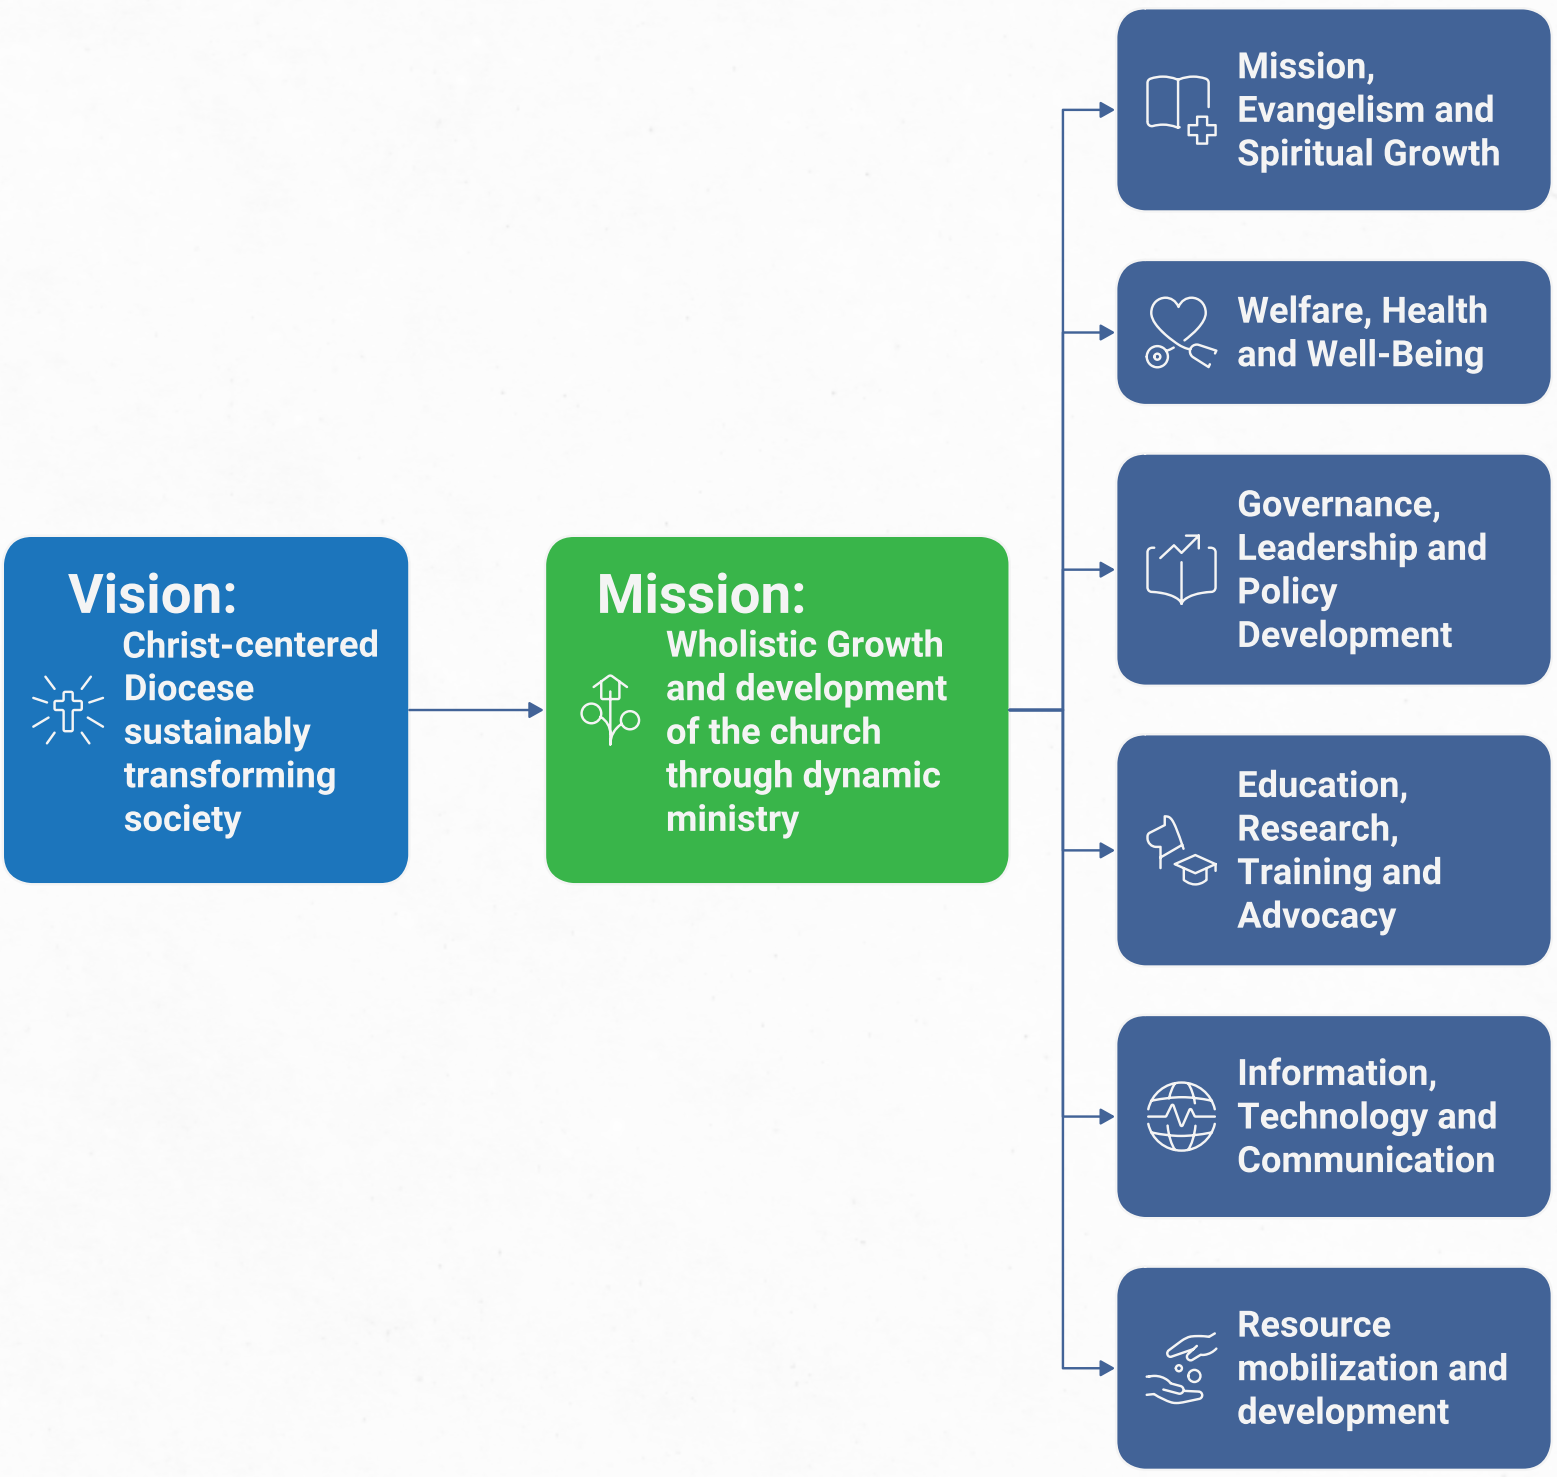 Vision:
Christ-centered
Diocese
sustainably
transforming
society
Mission:
Wholistic Growth
and development
of the church
through dynamic
ministry
Mission,
Evangelism and
Spiritual Growth
Welfare, Health
and Well-Being
Governance,
Leadership and
Policy
Development
Education,
Research,
Training and
Advocacy
Information,
Technology and
Communication
Resource
mobilization and
development